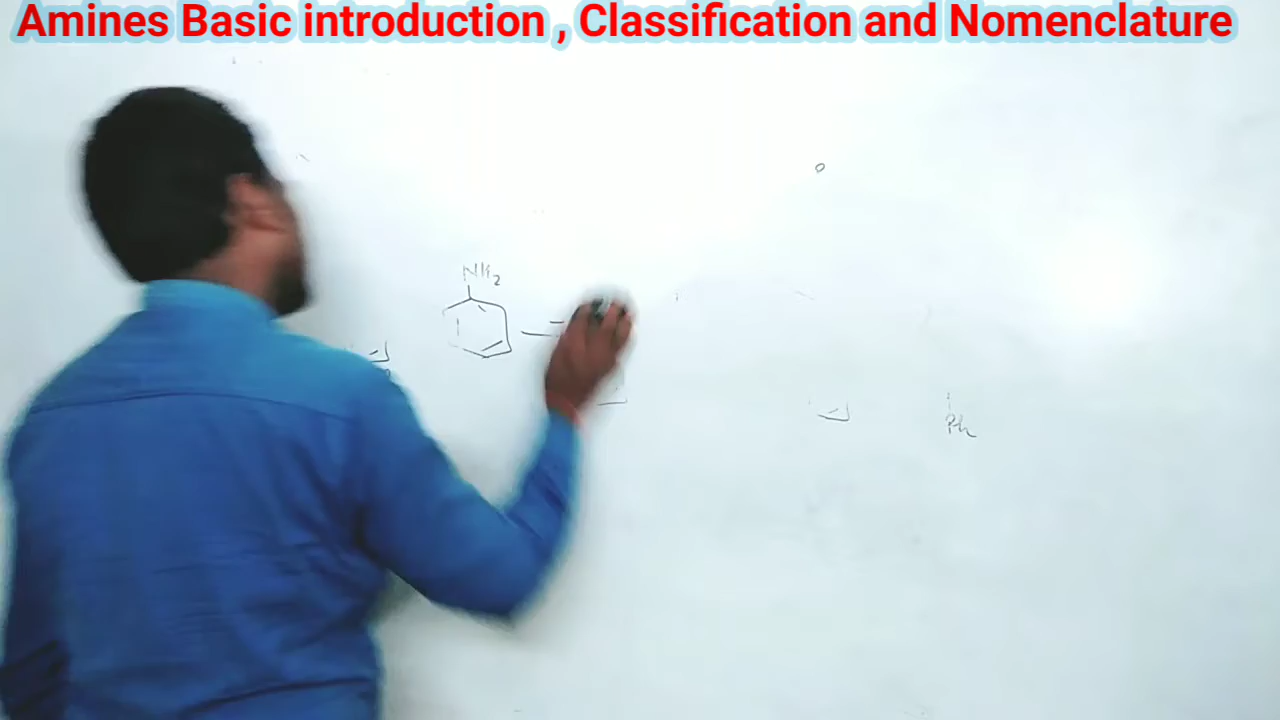 Amines Basic introduction , Classification and Nomenclature
NH2
Ph